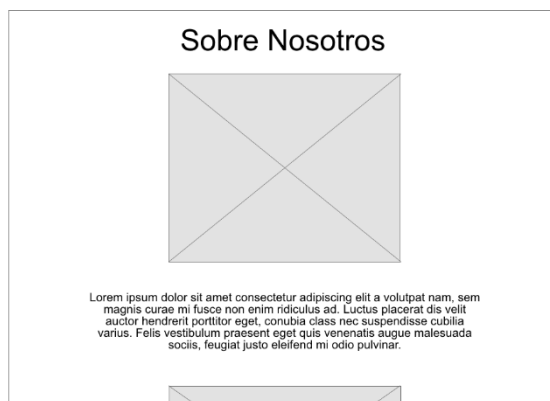 Sobre Nosotros
Lorem ipsum dolor sit amet consectetur adipiscing elit a volutpat nam, sem
magnis curae mi fusce non enim ridiculus ad. Luctus placerat dis velit
auctor hendrerit porttitor eget, conubia class nec suspendisse cubilia
varius. Felis vestibulum praesent eget quis venenatis augue malesuada
sociis, feugiat justo eleifend mi odio pulvinar.